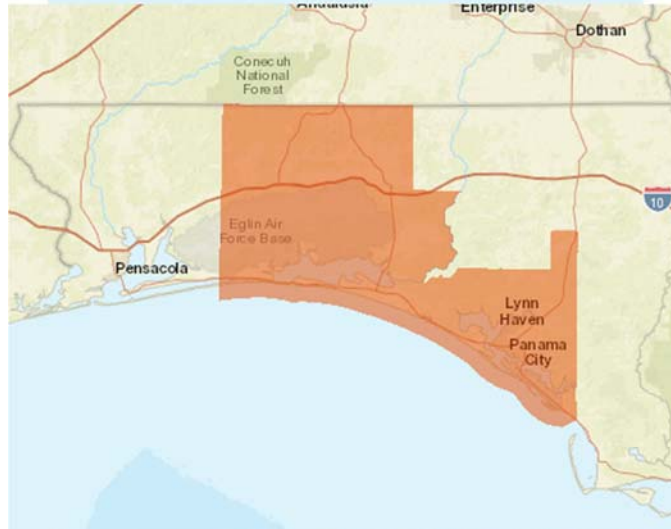 Enterprise
Dothan
Conecuh
National
Forest
10
Eglin Air
Force Base
Pensacola
Lynn
Haven
Panama
City